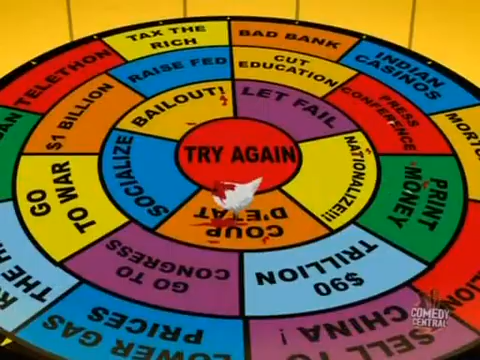 TAX THE
RICH
BAD BANK
INDIAN
CASINOS
TELETHON
RAISE FED
CUT
EDUCATION
$1 BILLION
BAILOUT!
LET FAIL
PRESS
CONFERENCE
SOCIALIZE
TRY AGAIN
NATIONALIZE!!!
GO
TO WAR
COUP
D'ETAT
PRINT
MONEY
GO TO
CONGRESS
$90
TRILLION
LOWER GAS
PRICES
SELL TO
CHINA!
COMEDY
CENTRAL